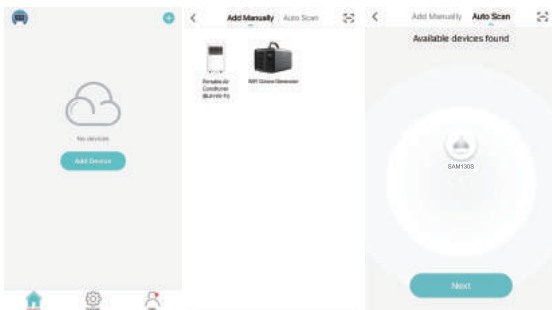 No devices
Add Device
Add Manually Auto Scan
Portable Air
Conditioner
WiFi Ozone Generator
Add Manually Auto Scan
Available devices found
SAM130S
Next